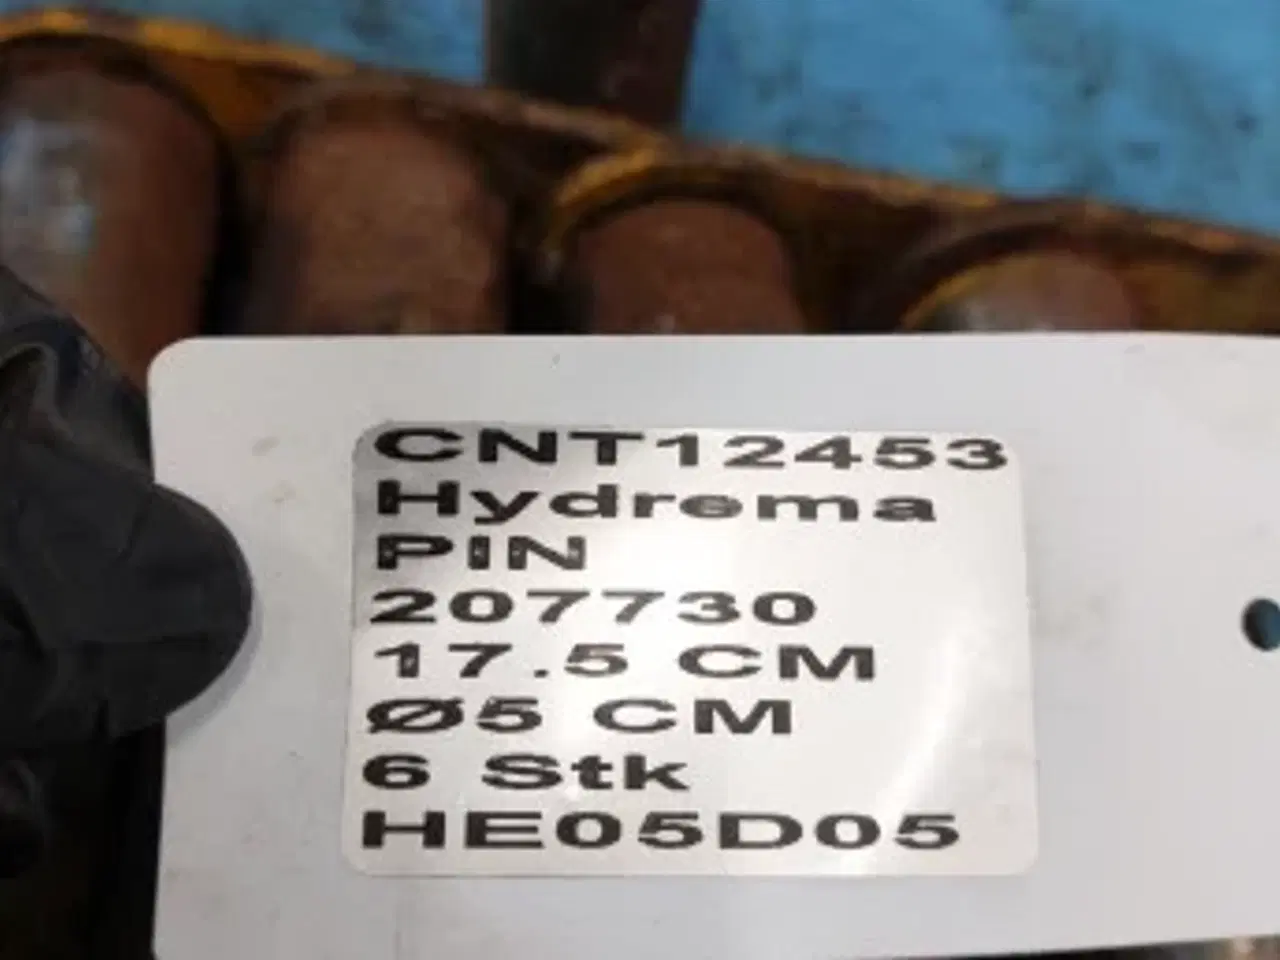 CNT12453
Hydrema
PIN
207730
17.5 CM
Ø5 CM
6 Stk
HE05D05